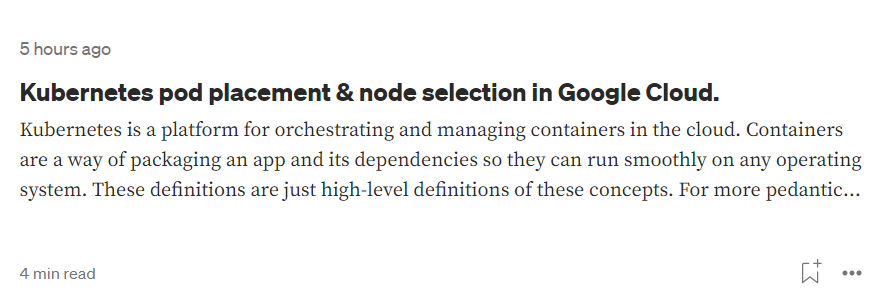 5 hours ago
Kubernetes pod placement & node selection in Google Cloud.
Kubernetes is a platform for orchestrating and managing containers in the cloud. Containers
are a way of packaging an app and its dependencies so they can run smoothly on any operating
system. These definitions are just high-level definitions of these concepts. For more pedantic...
4 min read